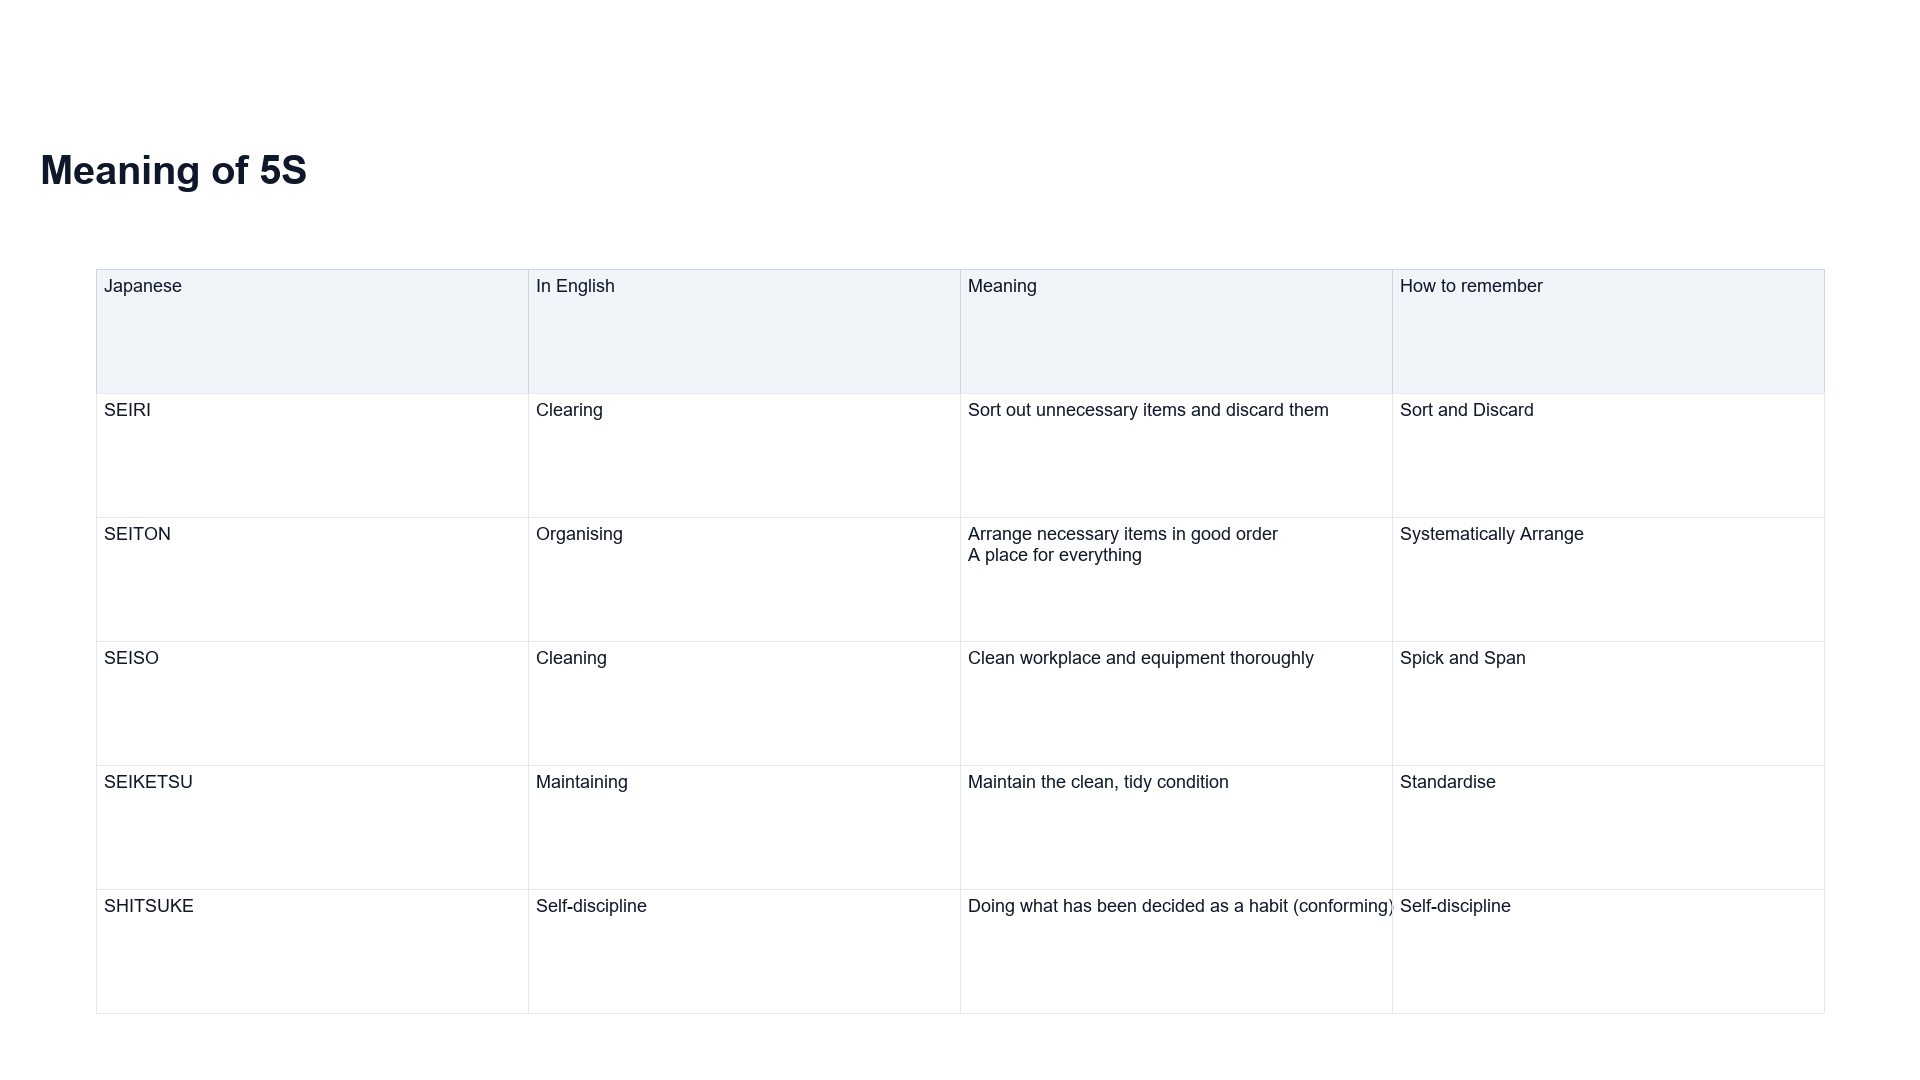 Meaning of 5S
Japanese
In English
Meaning
How to remember
SEIRI
Clearing
Sort out unnecessary items and discard them
Sort and Discard
SEITON
Organising
Arrange necessary items in good order
A place for everything
Systematically Arrange
SEISO
Cleaning
Clean workplace and equipment thoroughly
Spick and Span
SEIKETSU
Maintaining
Maintain the clean, tidy condition
Standardise
SHITSUKE
Self-discipline
Doing what has been decided as a habit (conforming)
Self-discipline